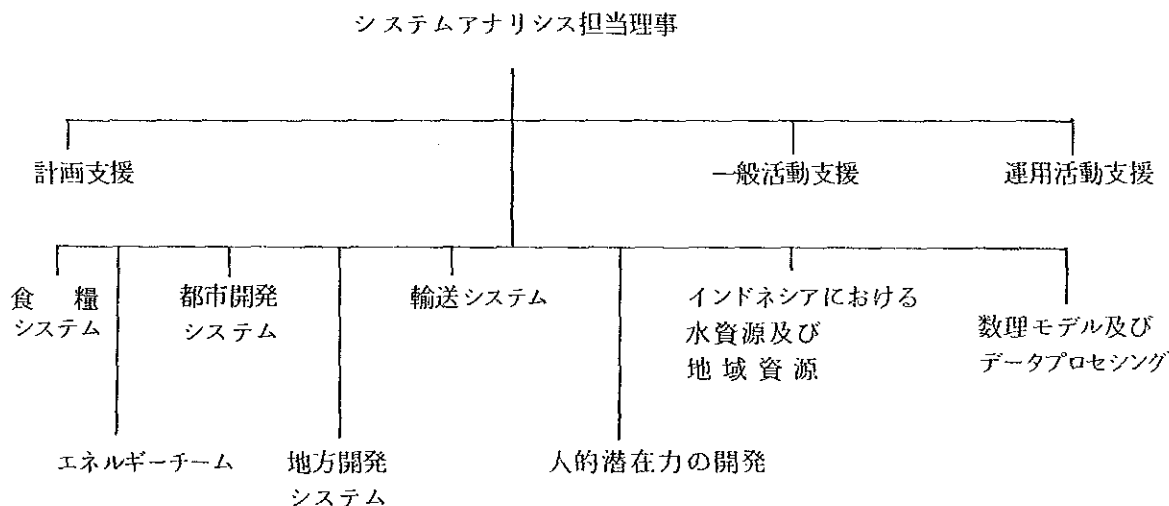 システムアナリシス担当理事
計画支援
一般活動支援
運用活動支援
食糧
システム
都市開発
システム
輸送システム
インドネシアにおける
水資源及び
地域資源
数理モデル及び
データプロセシング
エネルギーチーム
地方開発
システム
人的潜在力の開発